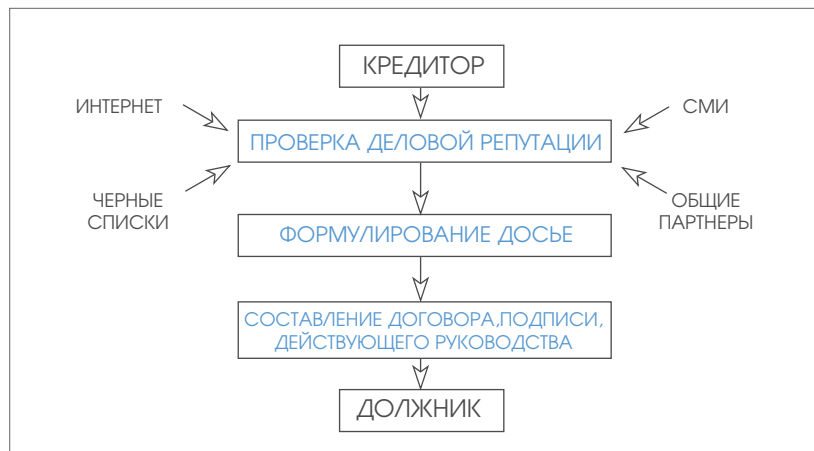 КРЕДИТОР
ИНТЕРНЕТ
СМИ
ПРОВЕРКА ДЕЛОВОЙ РЕПУТАЦИИ
ЧЕРНЫЕ
СПИСКИ
ОБЩИЕ
ПАРТНЕРЫ
ФОРМУЛИРОВАНИЕ ДОСЬЕ
СОСТАВЛЕНИЕ ДОГОВОРА,ПОДПИСИ,
ДЕЙСТВУЮЩЕГО РУКОВОДСТВА
ДОЛЖНИК